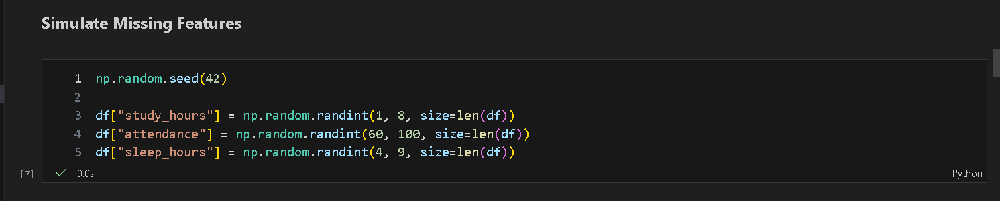 Simulate Missing Features
1 np.random.seed(42)
2
3 df["study_hours"] = np.random.randint(1, 8, size=len(df))
4 df["attendance"] = np.random.randint(60, 100, size=len(df))
5 df["sleep_hours"] = np.random.randint(4, 9, size=len(df))
[7] ✓ 0.0s Python